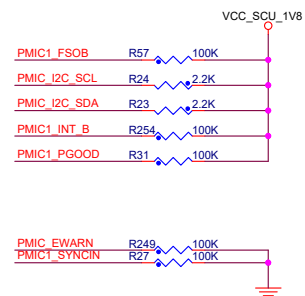 VCC_SCU_1V8
PMIC1_FSOB R57 100K
PMIC_I2C_SCL R24 2.2K
PMIC_I2C_SDA R23 2.2K
PMIC1_INT_B R254 100K
PMIC1_PGOOD R31 100K
PMIC_EWARN R249 100K
PMIC1_SYNCIN R27 100K